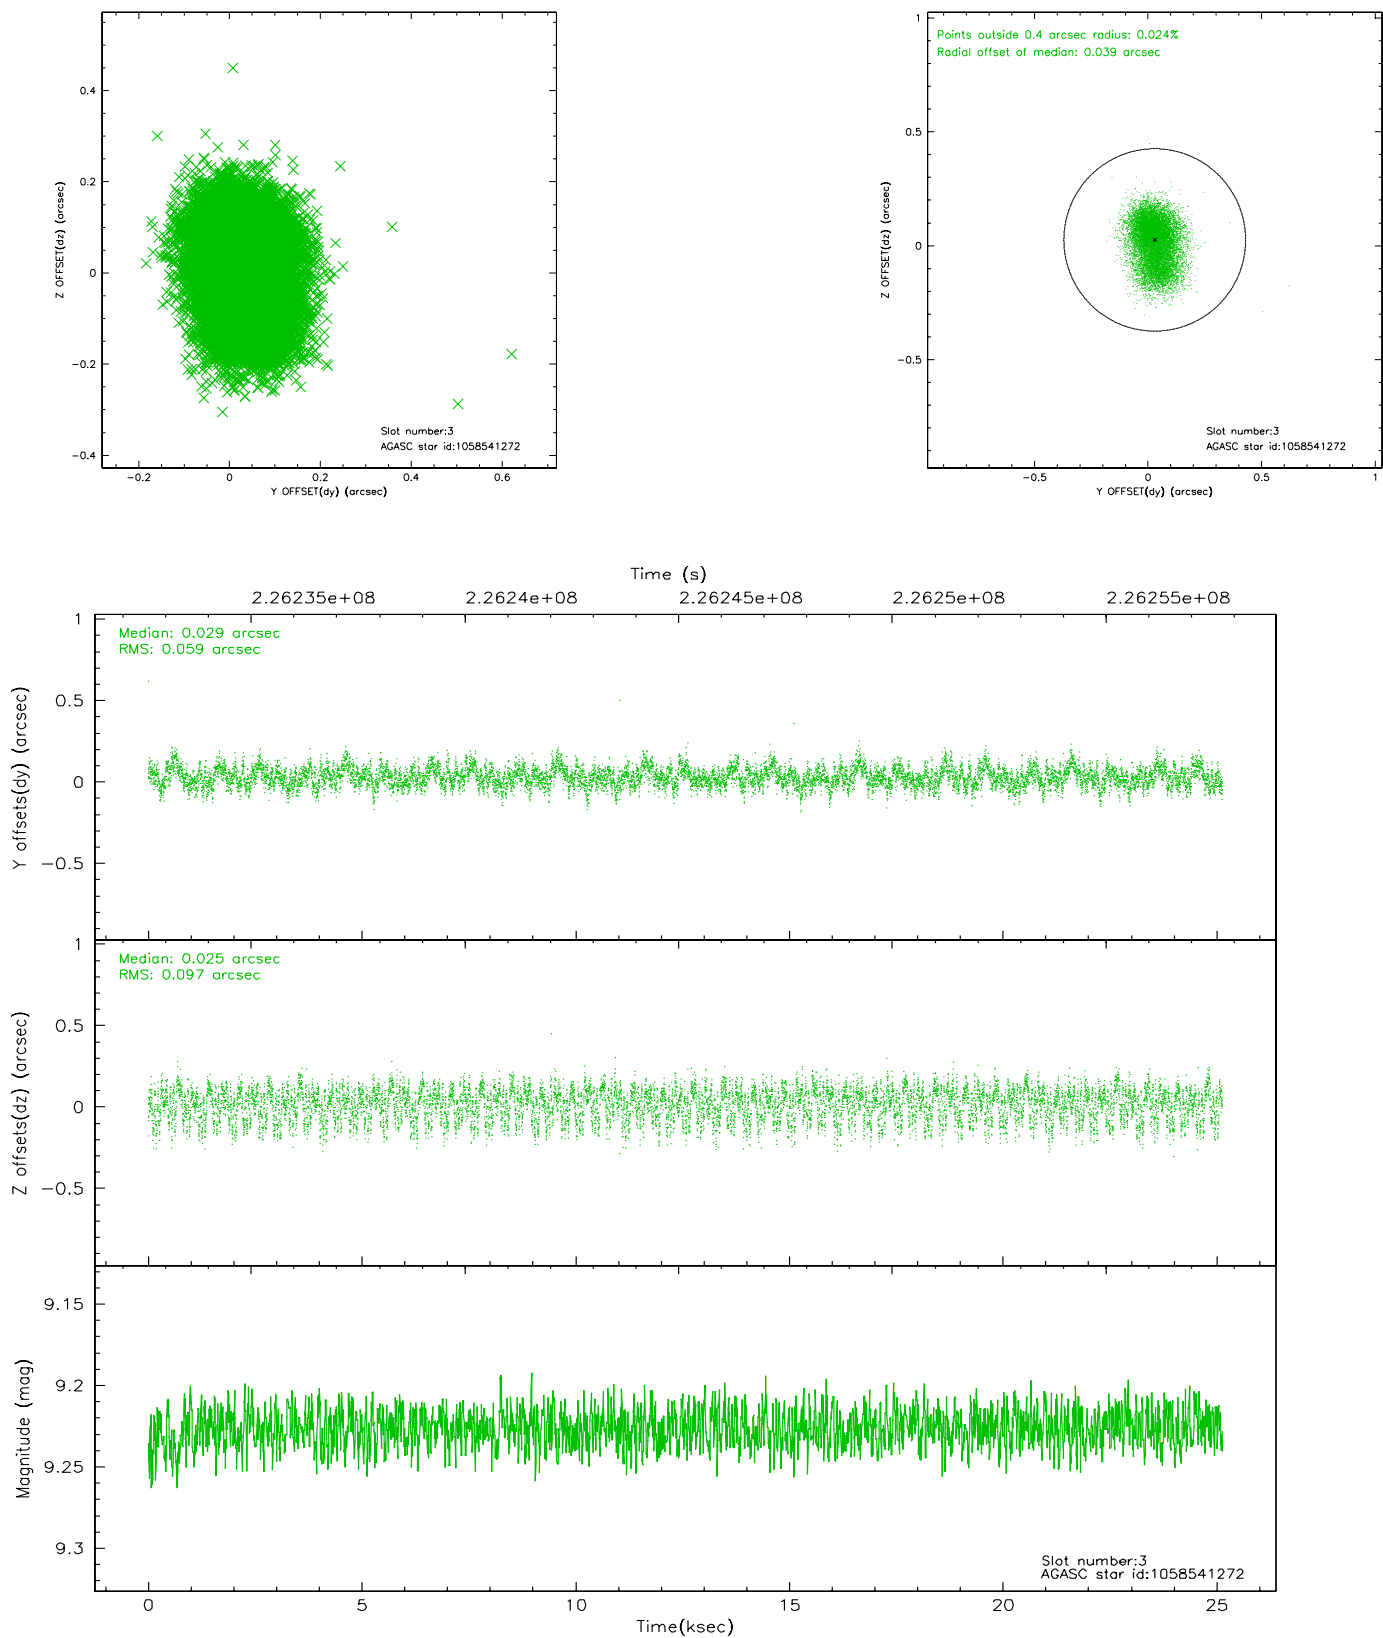 0.4
0.2
0
−0.2
−0.4
Z OFFSET(dz) (arcsec)
Slot number:3
AGASC star id:1058541272
−0.2 0 0.2 0.4 0.6
Y OFFSET(dy) (arcsec)
Points outside 0.4 arcsec radius: 0.024%
Radial offset of median: 0.039 arcsec
1
0.5
0
−0.5
Z OFFSET(dz) (arcsec)
Slot number:3
AGASC star id:1058541272
−0.5 0 0.5 1
Y OFFSET(dy) (arcsec)
Time (s)
2.26235e+08 2.2624e+08 2.26245e+08 2.2625e+08 2.26255e+08
Median: 0.029 arcsec
RMS: 0.059 arcsec
1
0.5
0
−0.5
Y offsets(dy) (arcsec)
Median: 0.025 arcsec
RMS: 0.097 arcsec
1
0.5
0
−0.5
Z offsets(dz) (arcsec)
9.15
9.2
9.25
9.3
Magnitude (mag)
Slot number:3
AGASC star id:1058541272
0 5 10 15 20 25
Time(ksec)